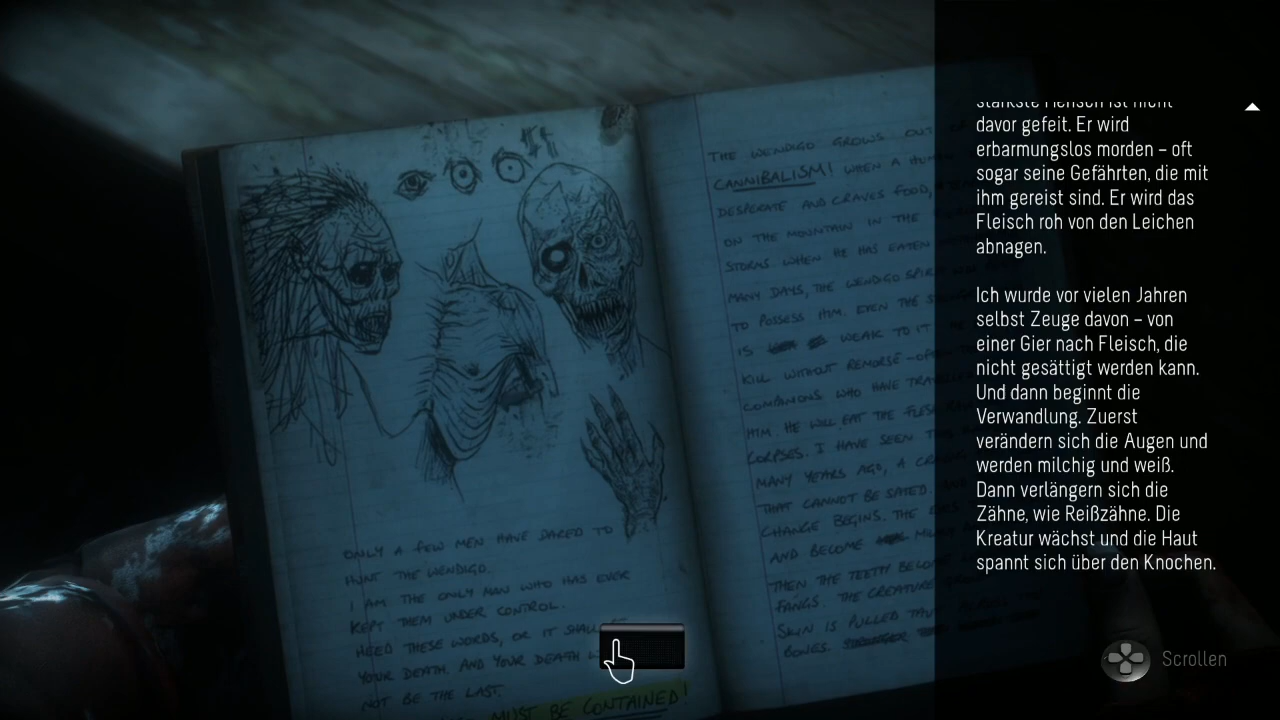 ONLY A FEW MEN HAVE DARED TO
HUNT THE WENDIGO.
I AM THE ONLY MAN WHO HAS EVER
KEPT THEM UNDER CONTROL.
HEED THESE WORDS, OR IT SHALL
YOUR DEATH. AND YOUR DEATH
NOT BE THE LAST.
MUST BE CONTAINED!
THE WENDIGO GROWS OUT
CANNIBALISM! WHEN A
DESPERATE AND CRAVES FOOD,
ON THE MOUNTAIN IN THE
STORMS. WHEN HE HAS EATEN
MANY DAYS, THE WENDIGO SPIRIT
TO POSSESS HIM. EVEN THE
IS WEAK TO IT
KILL WITHOUT REMORSE -
COMPANIONS WHO HAVE
HIM. HE WILL EAT THE
CORPSES. I HAVE SEEN
MANY YEARS AGO, A
THAT CANNOT BE SATED.
CHANGE BEGINS. THE
AND BECOME
THEN THE TEETH
FANGS. THE CREATURE
SKIN IS PULLED TAUT ACROSS
BONES.
stärkste Mensch ist nicht
davor gefeit. Er wird
erbarmungslos morden – oft
sogar seine Gefährten, die mit
ihm gereist sind. Er wird das
Fleisch roh von den Leichen
abnagen.
Ich wurde vor vielen Jahren
selbst Zeuge davon – von
einer Gier nach Fleisch, die
nicht gesättigt werden kann.
Und dann beginnt die
Verwandlung. Zuerst
verändern sich die Augen und
werden milchig und weiß.
Dann verlängern sich die
Zähne, wie Reißzähne. Die
Kreatur wächst und die Haut
spannt sich über den Knochen.
Scrollen